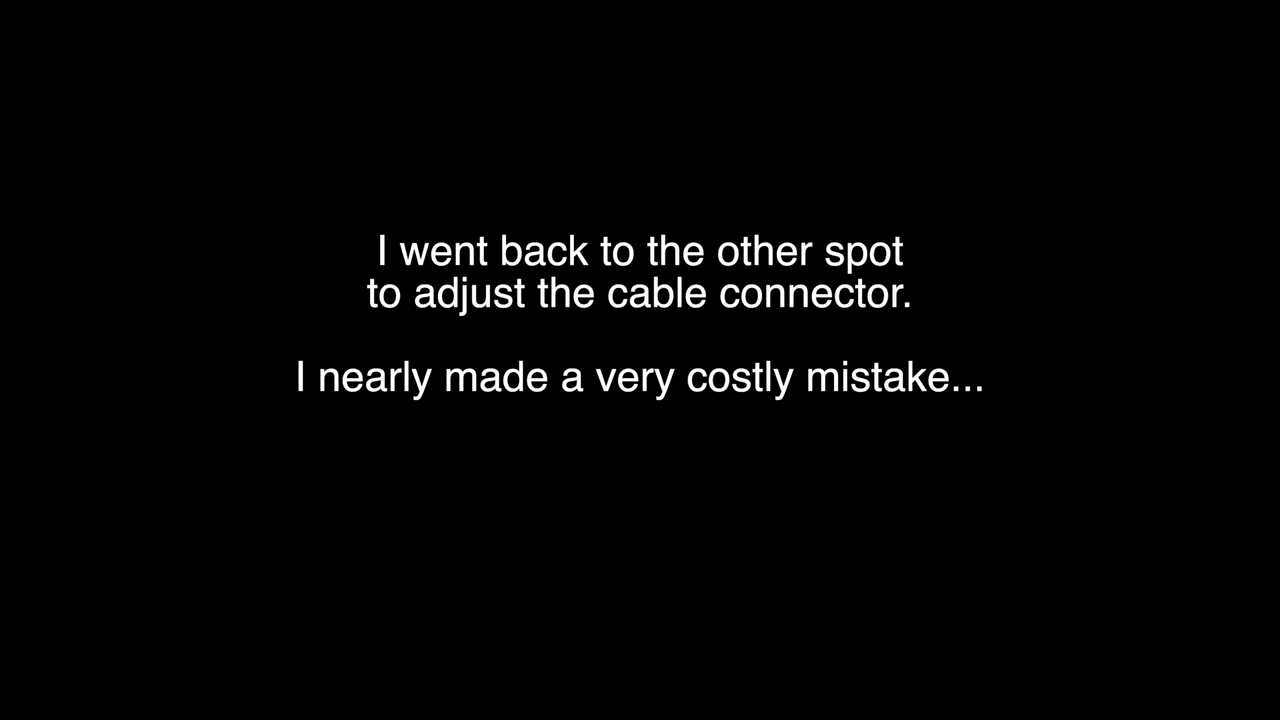 I went back to the other spot
to adjust the cable connector.
I nearly made a very costly mistake...